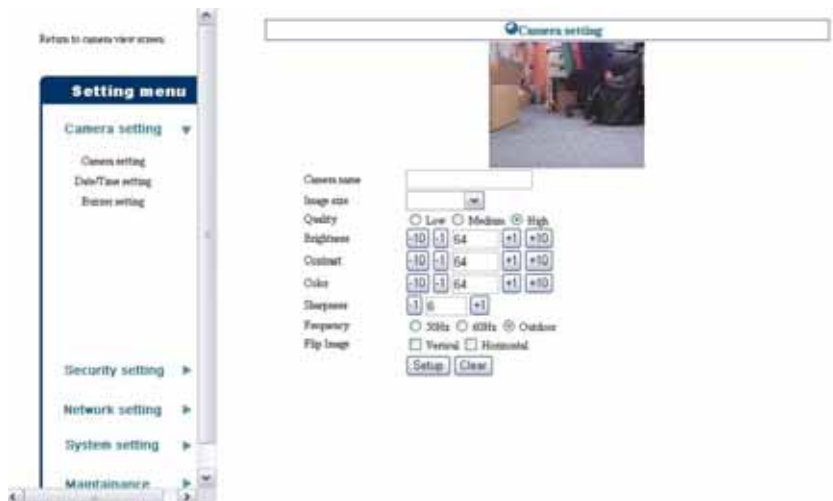 Return to camera view screen
Setting menu
Camera setting
Camera setting
Date/Time setting
Button setting
Security setting
Network setting
System setting
Maintainance
Camera setting
Camera name
Image size
Quality Low Medium High
Brightness -10 -1 64 +1 +10
Contrast -10 -1 64 +1 +10
Color -10 -1 64 +1 +10
Sharpness -1 6 +1
Frequency 50Hz 60Hz Outdoor
Flip Image Vertical Horizontal
Setup Clear